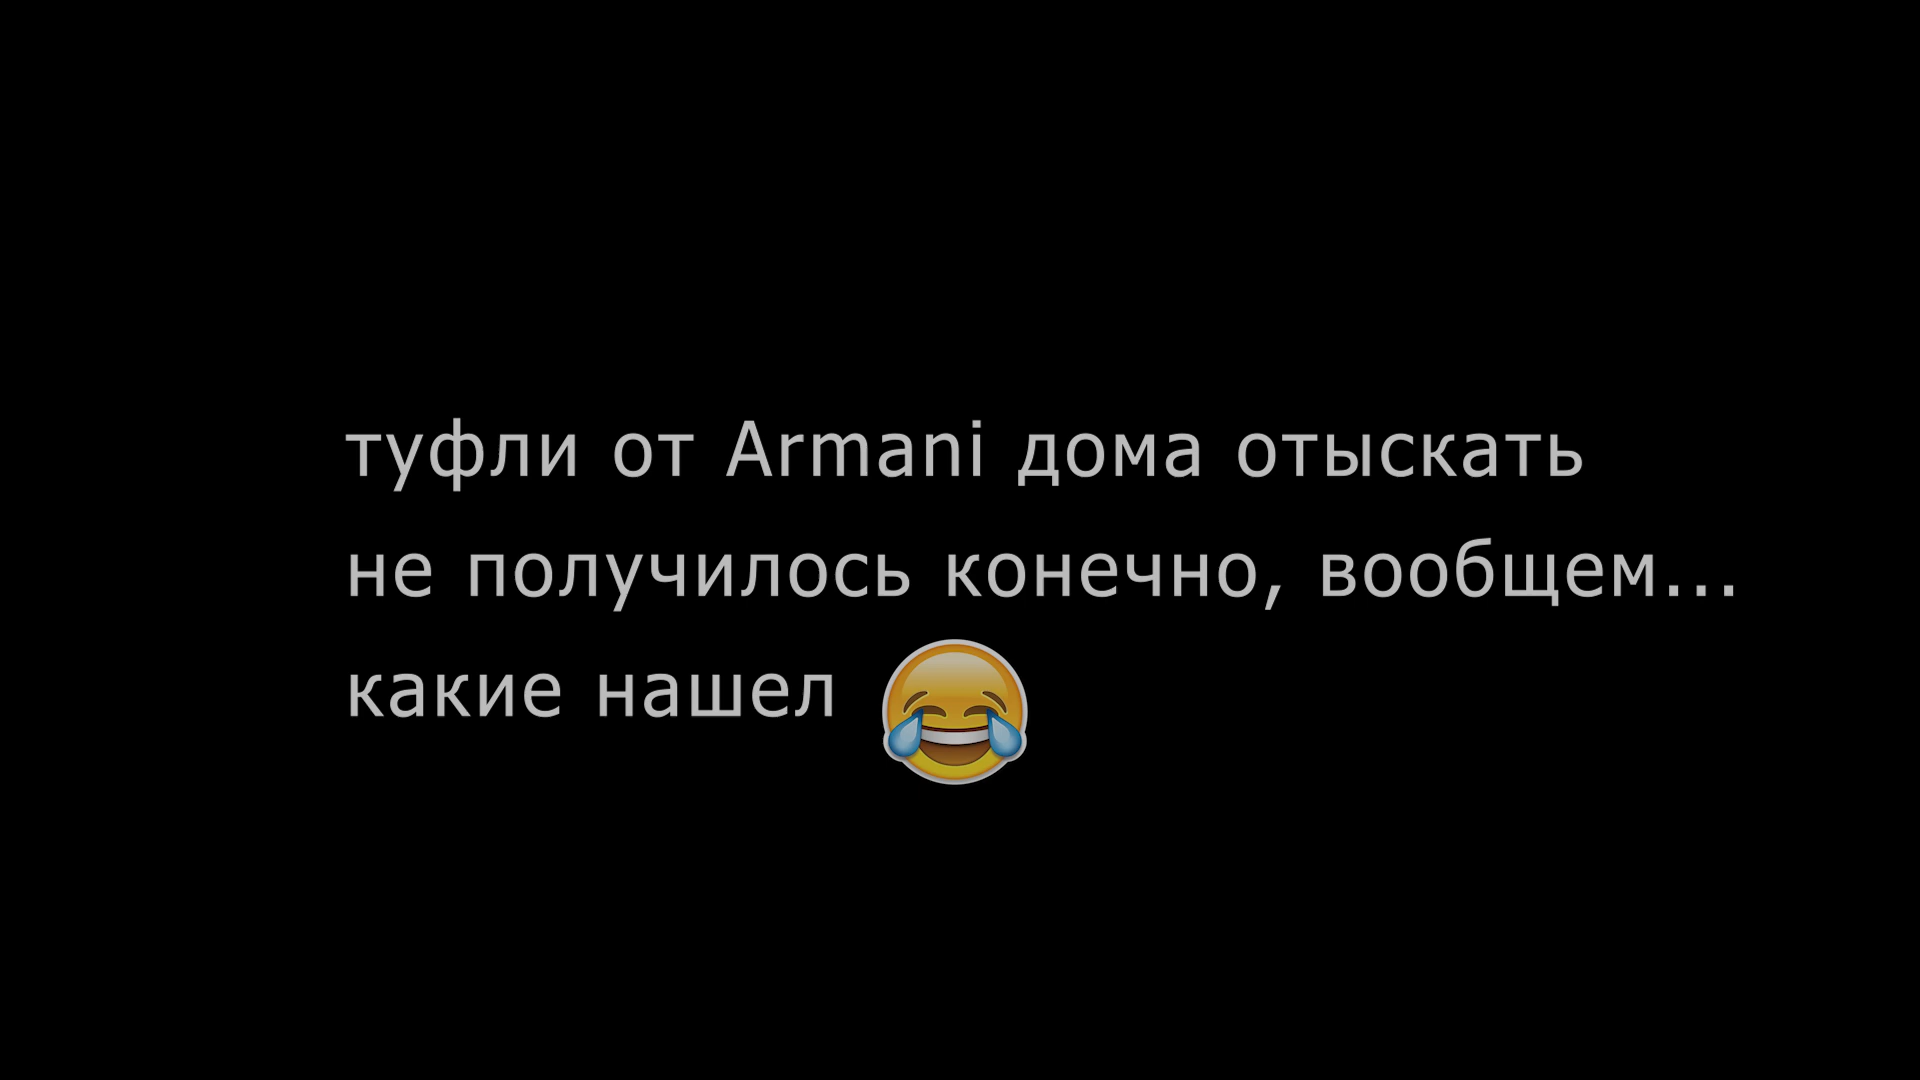 туфли от Armani дома отыскать
не получилось конечно, вообщем...
какие нашел 😂